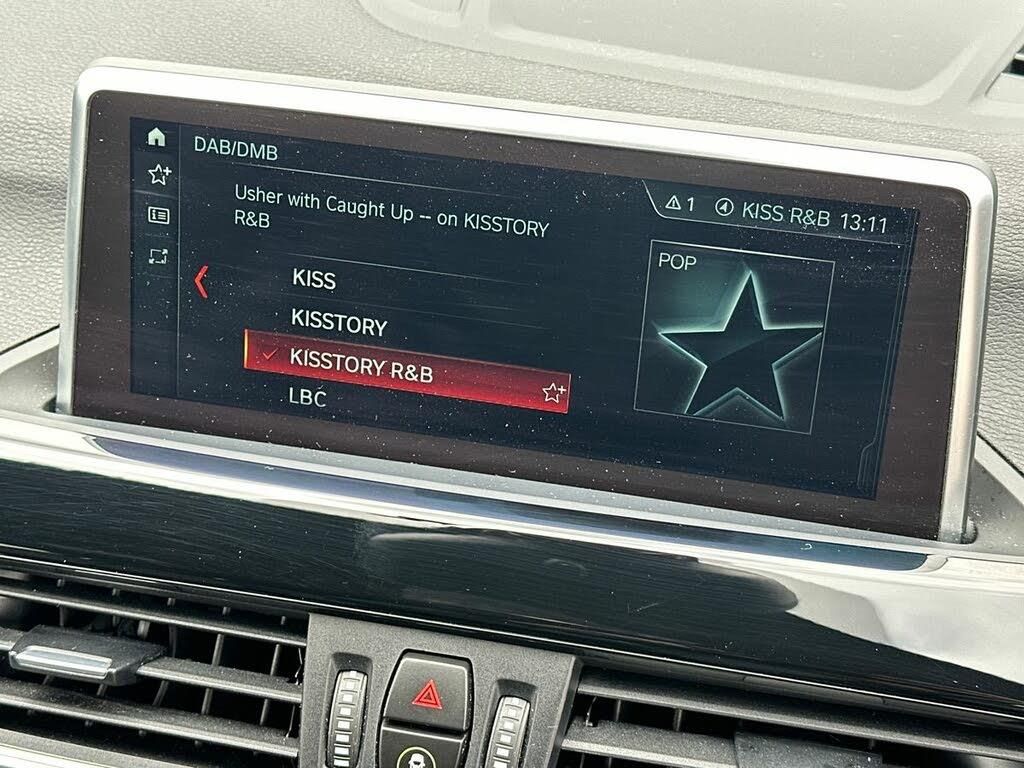 DAB/DMB
1 KISS R&B 13:11
Usher with Caught Up -- on KISSTORY
R&B
POP
KISS
KISSTORY
KISSTORY R&B
LBC